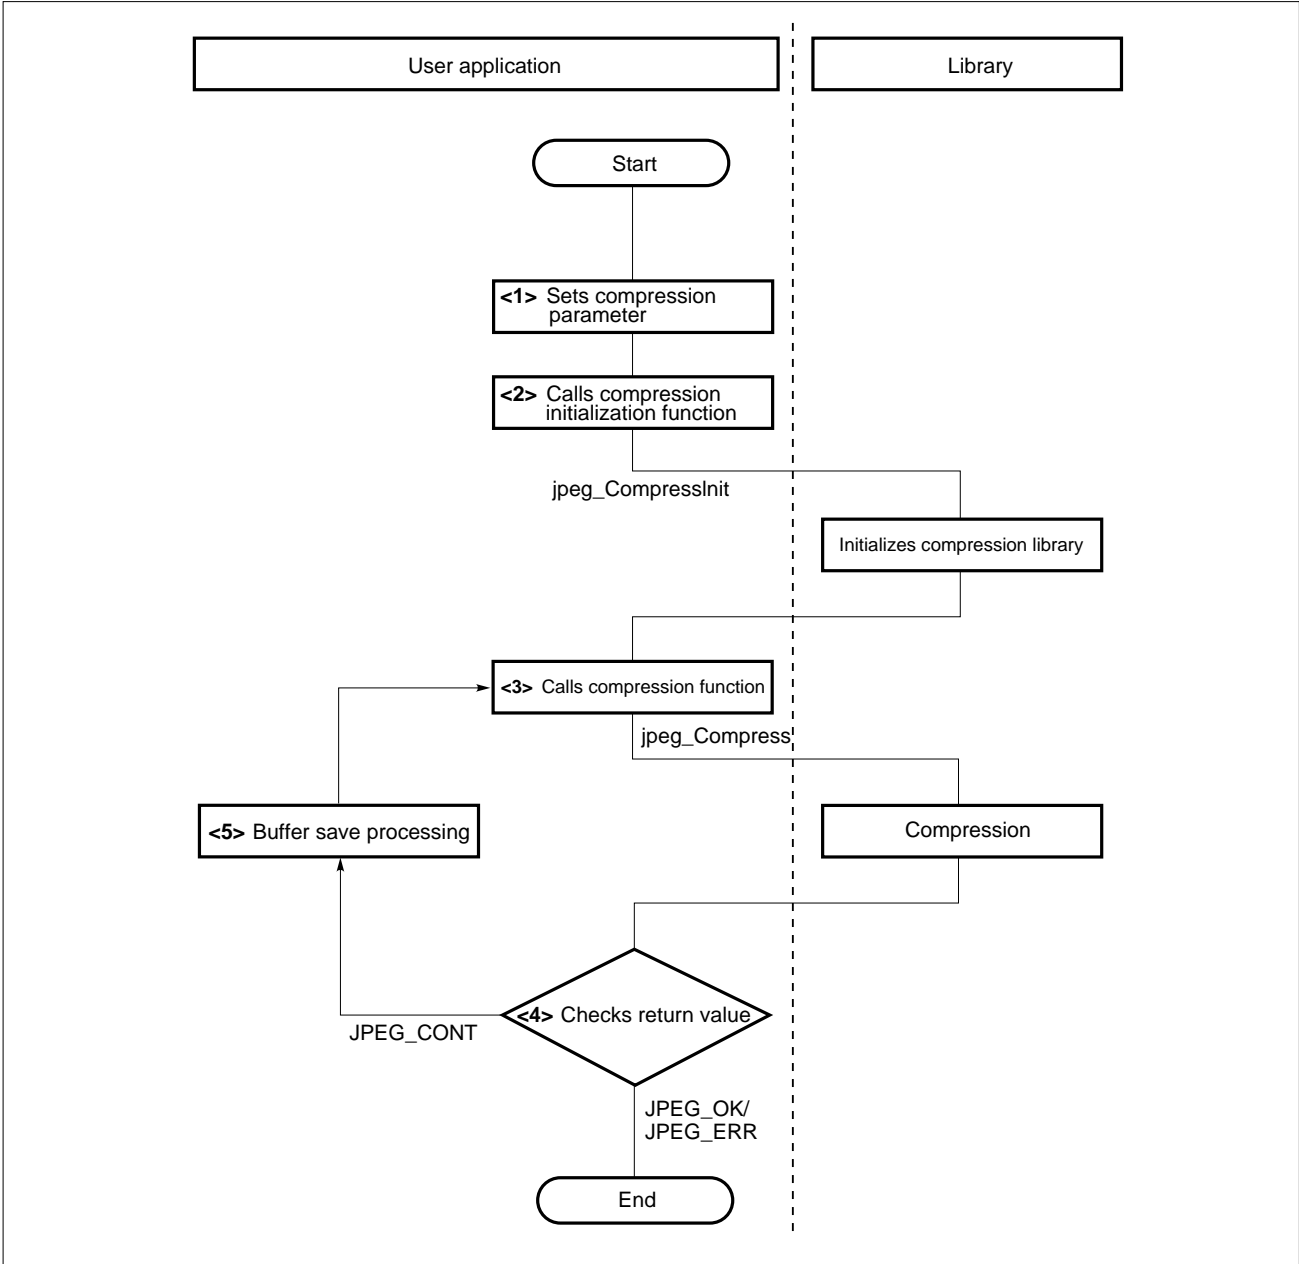 User application
Library
Start
<1> Sets compression
parameter
<2> Calls compression
initialization function
jpeg_CompressInit
Initializes compression library
<3> Calls compression function
jpeg_Compress
<5> Buffer save processing
Compression
<4> Checks return value
JPEG_CONT
JPEG_OK/
JPEG_ERR
End